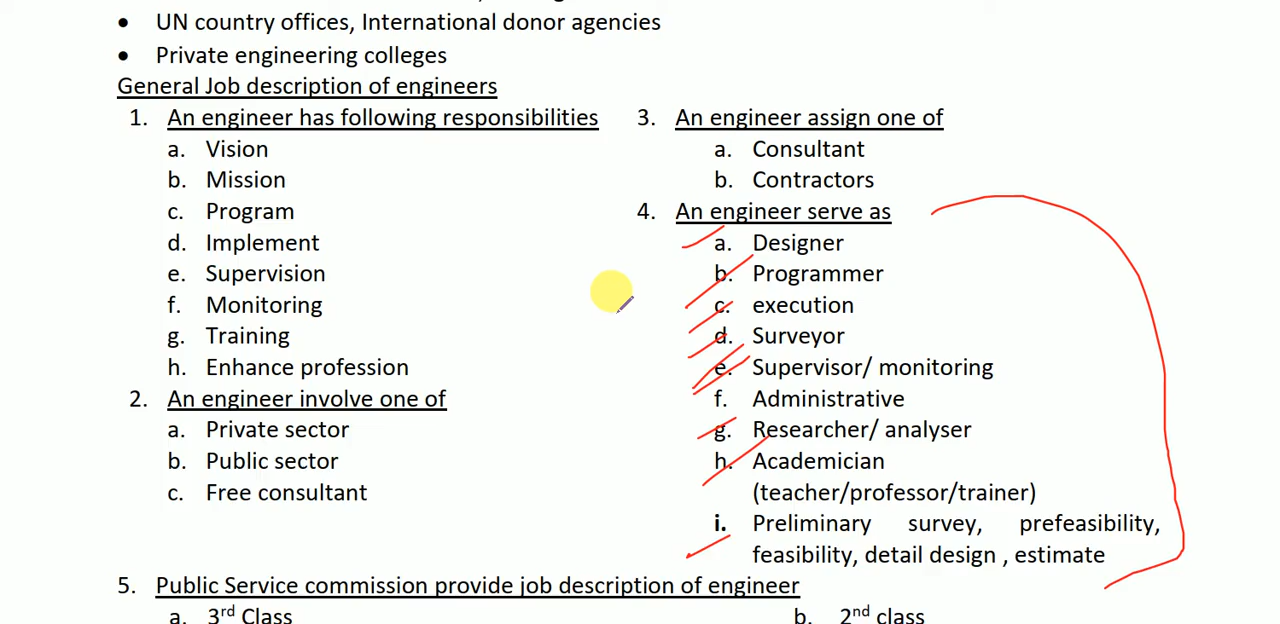 • UN country offices, International donor agencies
• Private engineering colleges
General Job description of engineers
1. An engineer has following responsibilities
a. Vision
b. Mission
c. Program
d. Implement
e. Supervision
f. Monitoring
g. Training
h. Enhance profession
2. An engineer involve one of
a. Private sector
b. Public sector
c. Free consultant
3. An engineer assign one of
a. Consultant
b. Contractors
4. An engineer serve as
a. Designer
b. Programmer
c. execution
d. Surveyor
e. Supervisor/ monitoring
f. Administrative
g. Researcher/ analyser
h. Academician
(teacher/professor/trainer)
i. Preliminary survey, prefeasibility,
feasibility, detail design , estimate
5. Public Service commission provide job description of engineer
a. 3rd Class
b. 2nd class